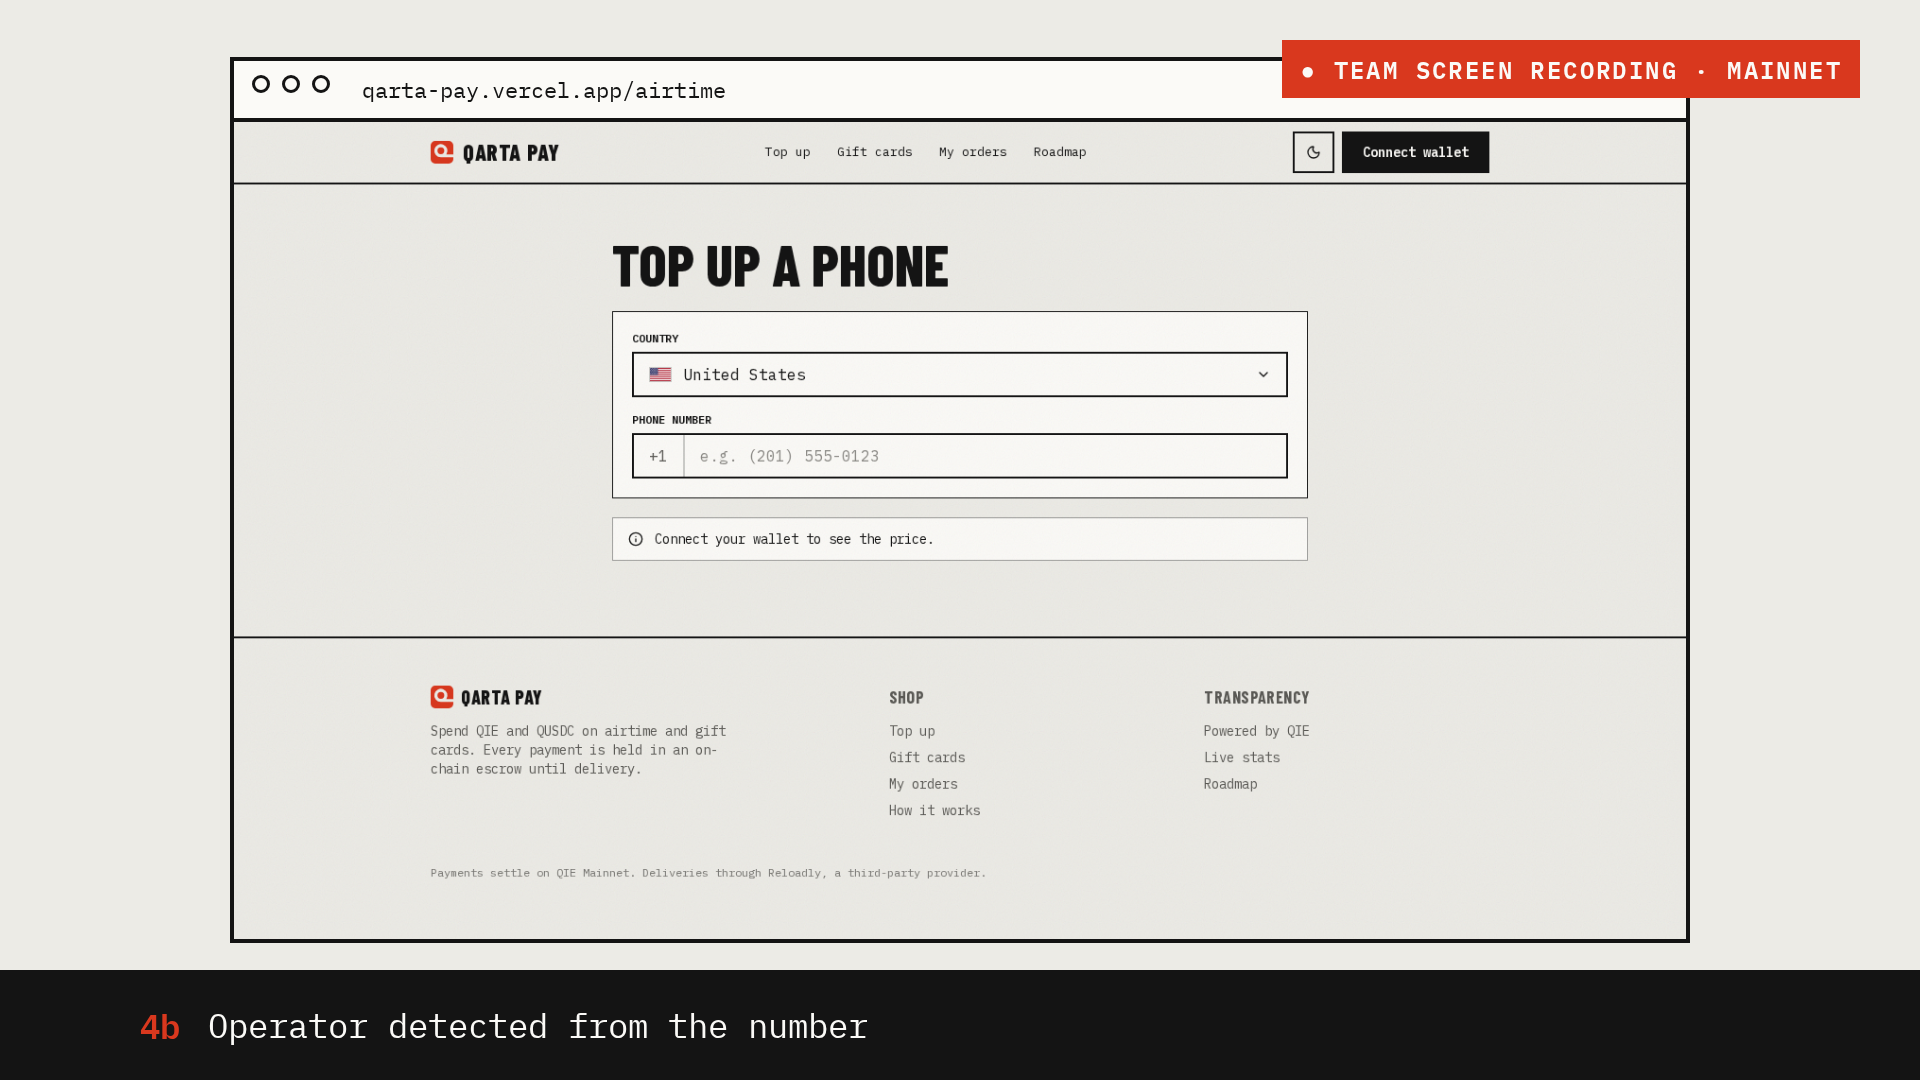 ● TEAM SCREEN RECORDING · MAINNET
qarta-pay.vercel.app/airtime
QARTA PAY
Top up
Gift cards
My orders
Roadmap
Connect wallet
TOP UP A PHONE
COUNTRY
United States
PHONE NUMBER
+1
e.g. (201) 555-0123
Connect your wallet to see the price.
QARTA PAY
Spend QIE and QUSDC on airtime and gift
cards. Every payment is held in an on-
chain escrow until delivery.
SHOP
Top up
Gift cards
My orders
How it works
TRANSPARENCY
Powered by QIE
Live stats
Roadmap
Payments settle on QIE Mainnet. Deliveries through Reloadly, a third-party provider.
4b Operator detected from the number